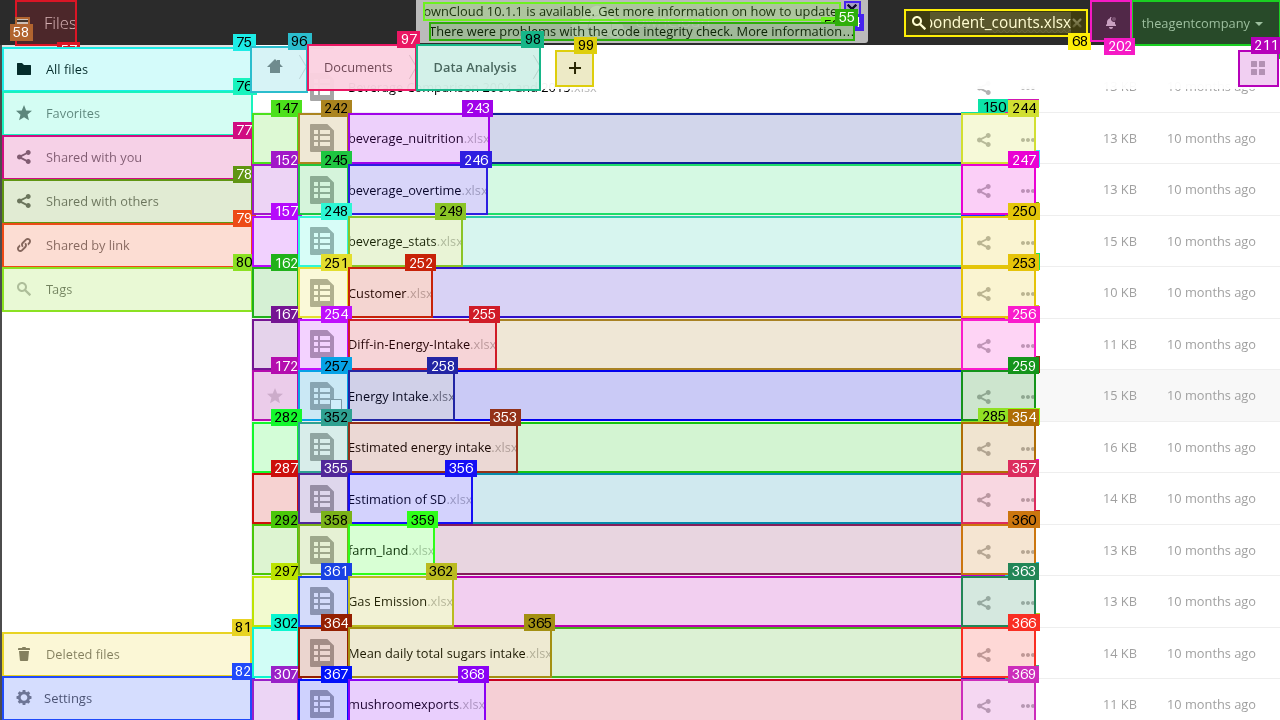 Files
58
ownCloud 10.1.1 is available. Get more information on how to update
There were problems with the code integrity check. More information…
55
pondent_counts.xlsx
68
202
theagentcompany
75
All files
76
Favorites
77
Shared with you
78
Shared with others
79
Shared by link
80
Tags
81
Deleted files
82
Settings
96
97
Documents
98
Data Analysis
99
+
211
147
242
243
150
244
beverage_nuitrition.xlsx
13 KB
10 months ago
152
245
246
247
beverage_overtime.xlsx
13 KB
10 months ago
157
248
249
250
beverage_stats.xlsx
15 KB
10 months ago
162
251
252
253
Customer.xlsx
10 KB
10 months ago
167
254
255
256
Diff-in-Energy-Intake.xlsx
11 KB
10 months ago
172
257
258
259
Energy Intake.xlsx
15 KB
10 months ago
282
352
353
285
354
Estimated energy intake.xlsx
16 KB
10 months ago
287
355
356
357
Estimation of SD.xlsx
14 KB
10 months ago
292
358
359
360
farm_land.xlsx
13 KB
10 months ago
297
361
362
363
Gas Emission.xlsx
13 KB
10 months ago
302
364
365
366
Mean daily total sugars intake.xlsx
14 KB
10 months ago
307
367
368
369
mushroomexports.xlsx
11 KB
10 months ago